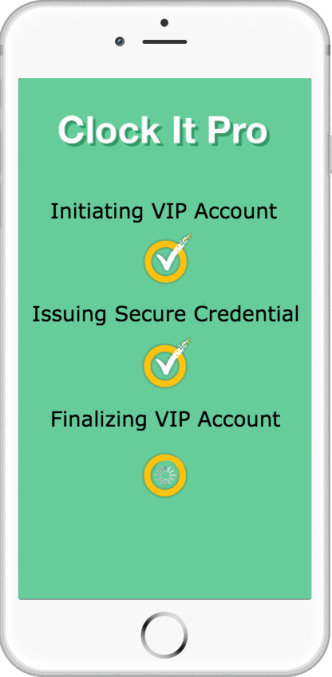 Clock It Pro
Initiating VIP Account
Issuing Secure Credential
Finalizing VIP Account